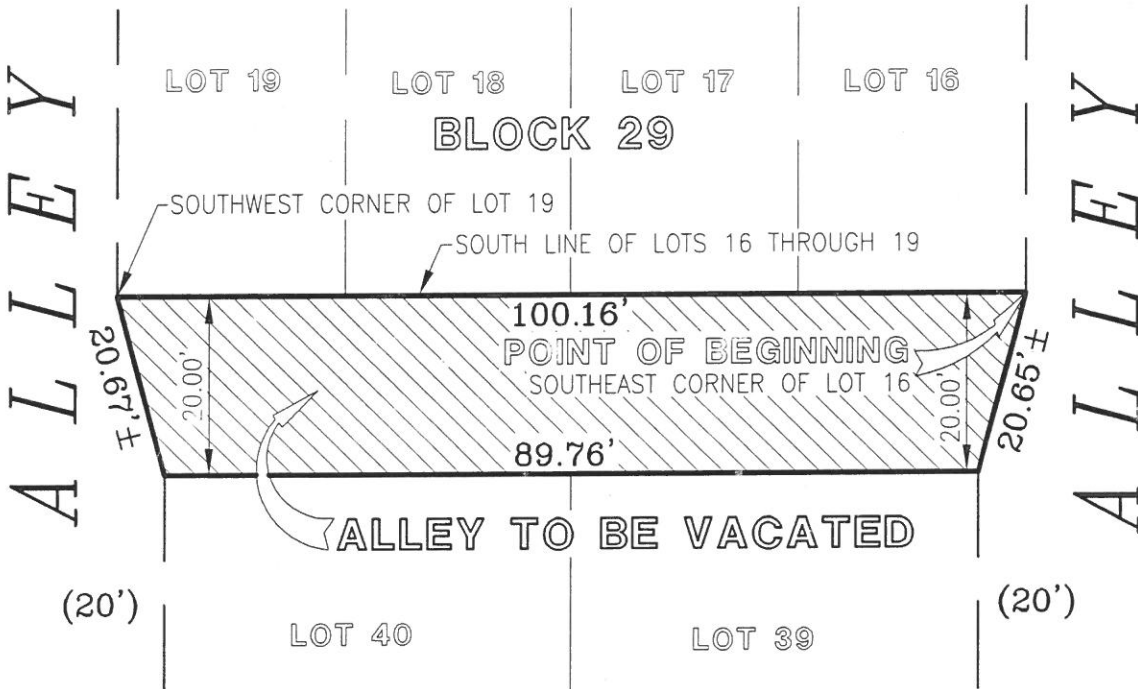 LOT 19
LOT 18
LOT 17
LOT 16
BLOCK 29
ALLEY
ALLEY
SOUTHWEST CORNER OF LOT 19
SOUTH LINE OF LOTS 16 THROUGH 19
100.16'
POINT OF BEGINNING
SOUTHEAST CORNER OF LOT 16
20.67'±
20.00'
20.00'
20.65'±
89.76'
ALLEY TO BE VACATED
(20')
(20')
LOT 40
LOT 39